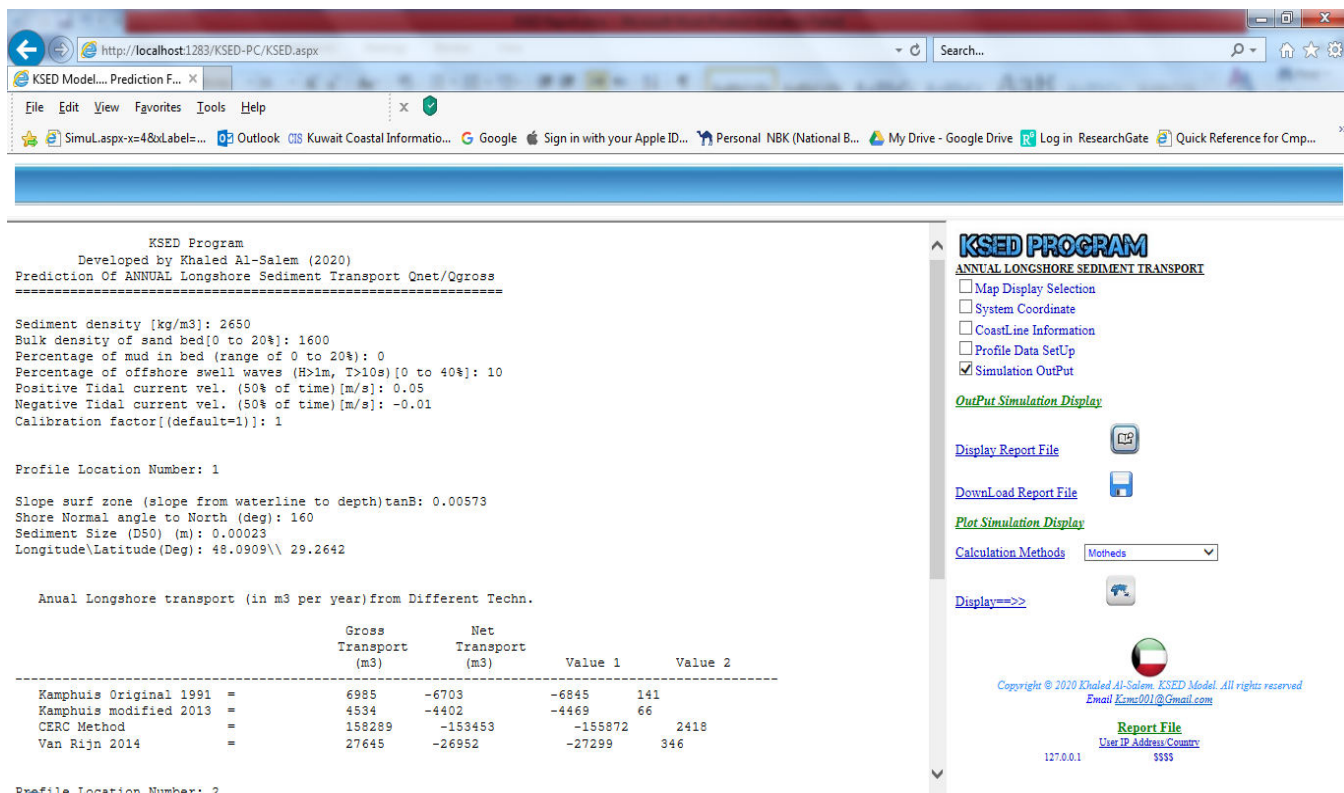 http://localhost:1283/KSED-PC/KSED.aspx
Search...
KSED Model.... Prediction F...
File Edit View Favorites Tools Help
SimuL.aspx-x=4&xLabel=... Outlook CIS Kuwait Coastal Informatio... Google Sign in with your Apple ID... Personal NBK (National B... My Drive - Google Drive Log in ResearchGate Quick Reference for Cmp...
KSED Program
Developed by Khaled Al-Salem (2020)
Prediction Of ANNUAL Longshore Sediment Transport Qnet/Qgross
==============================================================
Sediment density [kg/m3]: 2650
Bulk density of sand bed[0 to 20%]: 1600
Percentage of mud in bed (range of 0 to 20%): 0
Percentage of offshore swell waves (H>1m, T>10s)[0 to 40%]: 10
Positive Tidal current vel. (50% of time)[m/s]: 0.05
Negative Tidal current vel. (50% of time)[m/s]: -0.01
Calibration factor[(default=1)]: 1
Profile Location Number: 1
Slope surf zone (slope from waterline to depth)tanB: 0.00573
Shore Normal angle to North (deg): 160
Sediment Size (D50) (m): 0.00023
Longitude\Latitude(Deg): 48.0909\\ 29.2642
Anual Longshore transport (in m3 per year)from Different Techn.
Gross Net
Transport Transport
(m3) (m3) Value 1 Value 2
Kamphuis Original 1991 = 6985 -6703 -6845 141
Kamphuis modified 2013 = 4534 -4402 -4469 66
CERC Method = 158289 -153453 -155872 2418
Van Rijn 2014 = 27645 -26952 -27299 346
Profile Location Number: 2
KSED PROGRAM
ANNUAL LONGSHORE SEDIMENT TRANSPORT
Map Display Selection
System Coordinate
CoastLine Information
Profile Data SetUp
Simulation OutPut
OutPut Simulation Display
Display Report File
DownLoad Report File
Plot Simulation Display
Calculation Methods Motheds
Display==>>
Copyright © 2020 Khaled Al-Salem. KSED Model. All rights reserved
Email Kzmz001@Gmail.com
Report File
User IP Address/Country
127.0.0.1 $$$$